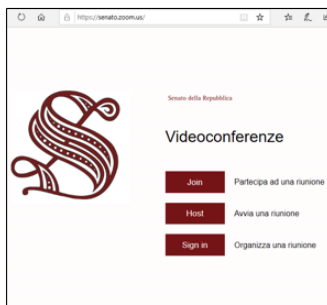 https://senato.zoom.us/
Senato della Repubblica
Videoconferenze
Join Partecipa ad una riunione
Host Avvia una riunione
Sign in Organizza una riunione